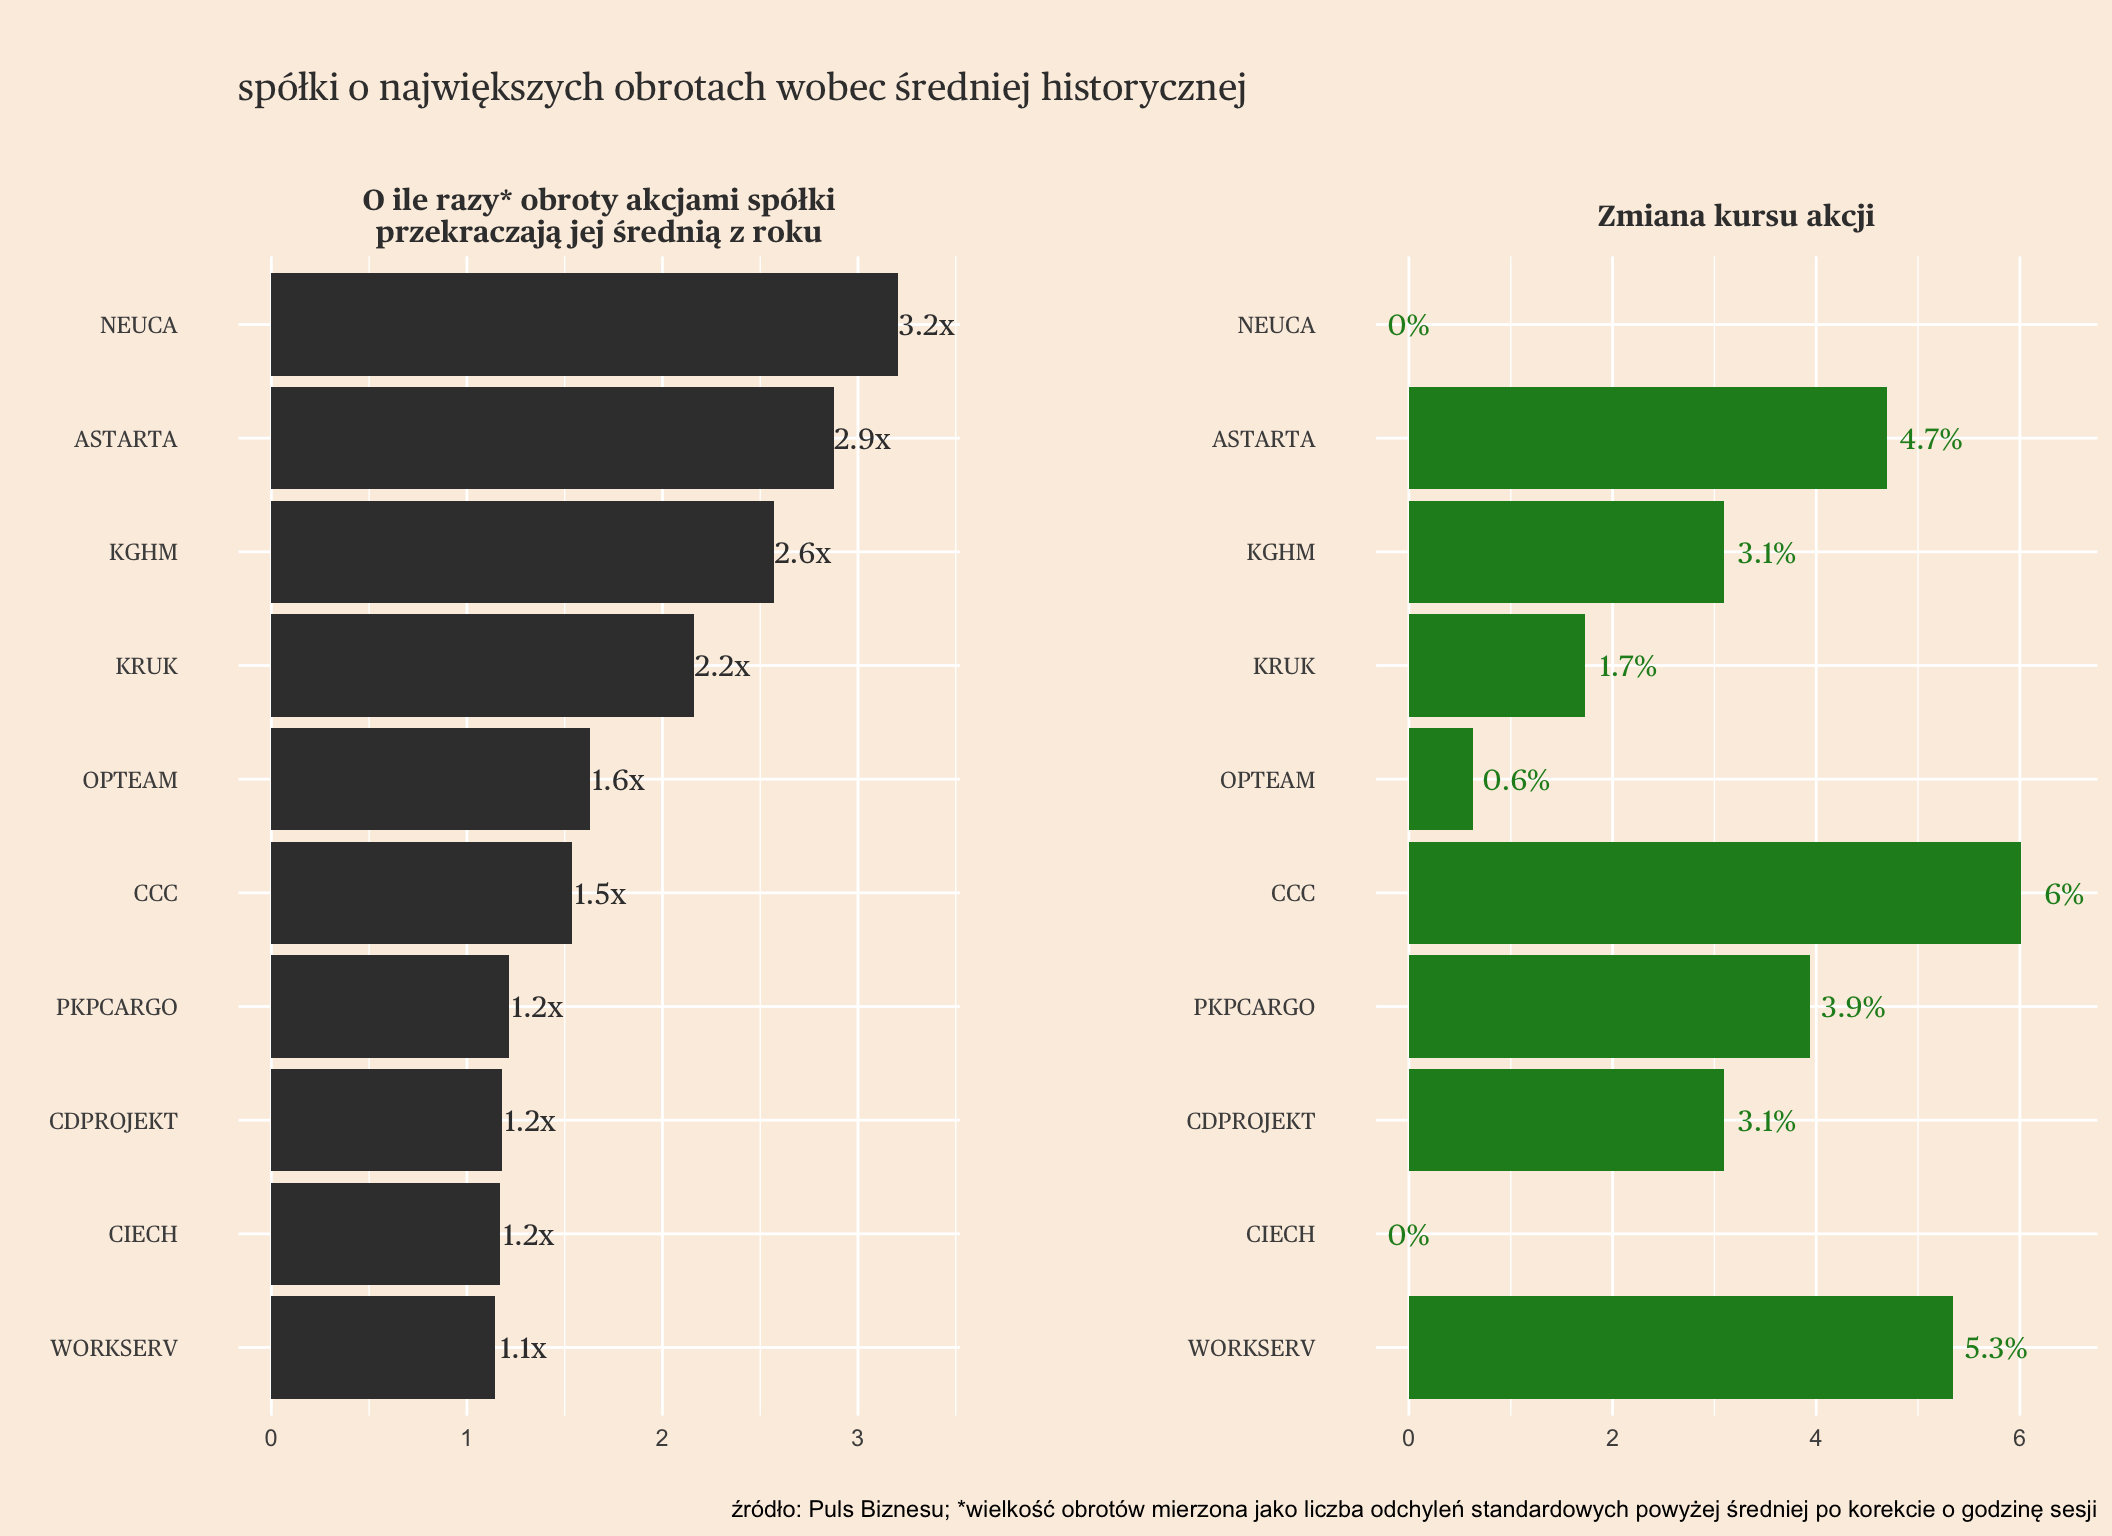 spółki o największych obrotach wobec średniej historycznej
O ile razy* obroty akcjami spółki
przekraczają jej średnią z roku
NEUCA 3.2x
ASTARTA 2.9x
KGHM 2.6x
KRUK 2.2x
OPTEAM 1.6x
CCC 1.5x
PKPCARGO 1.2x
CDPROJEKT 1.2x
CIECH 1.2x
WORKSERV 1.1x
0 1 2 3
Zmiana kursu akcji
NEUCA 0%
ASTARTA 4.7%
KGHM 3.1%
KRUK 1.7%
OPTEAM 0.6%
CCC 6%
PKPCARGO 3.9%
CDPROJEKT 3.1%
CIECH 0%
WORKSERV 5.3%
0 2 4 6
źródło: Puls Biznesu; *wielkość obrotów mierzona jako liczba odchyleń standardowych powyżej średniej po korekcie o godzinę sesji